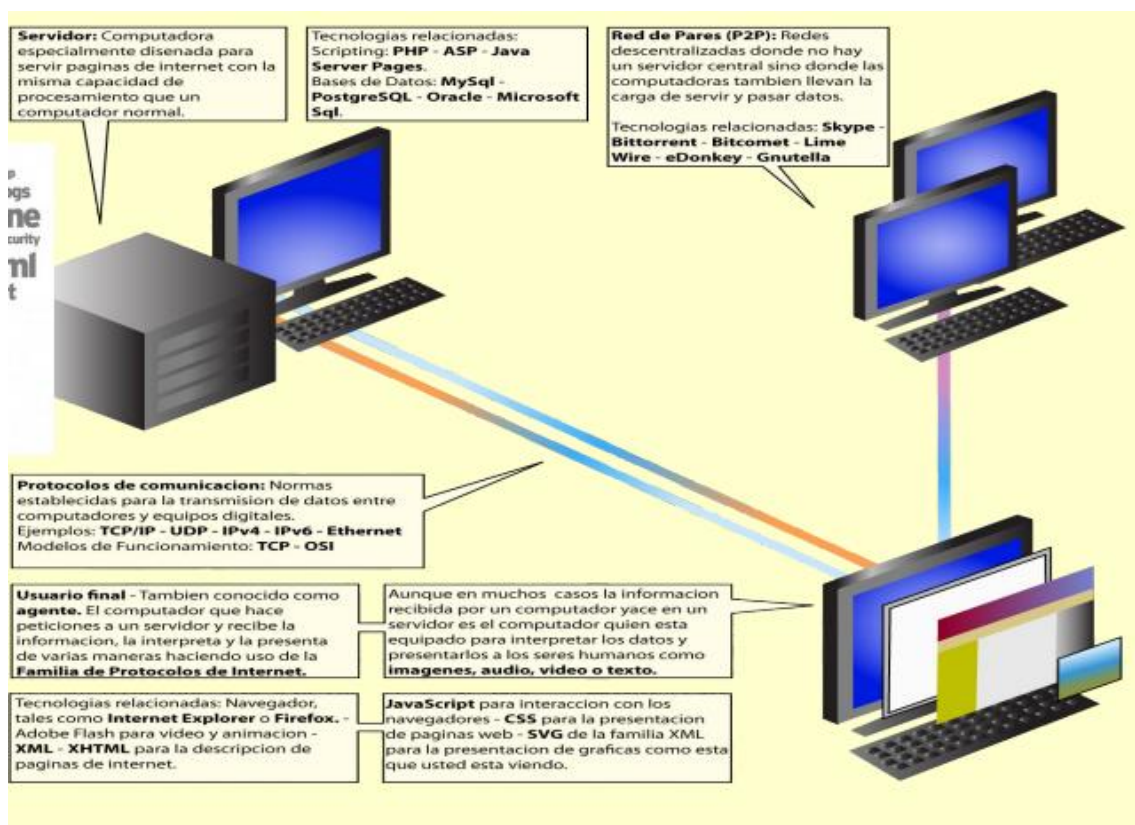 Servidor: Computadora
especialmente disenada para
servir paginas de internet con la
misma capacidad de
procesamiento que un
computador normal.
Tecnologias relacionadas:
Scripting: PHP - ASP - Java
Server Pages.
Bases de Datos: MySql -
PostgreSQL - Oracle - Microsoft
Sql.
Red de Pares (P2P): Redes
descentralizadas donde no hay
un servidor central sino donde las
computadoras tambien llevan la
carga de servir y pasar datos.
Tecnologias relacionadas: Skype -
Bittorrent - Bitcomet - Lime
Wire - eDonkey - Gnutella
Protocolos de comunicacion: Normas
establecidas para la transmision de datos entre
computadores y equipos digitales.
Ejemplos: TCP/IP - UDP - IPv4 - IPv6 - Ethernet
Modelos de Funcionamiento: TCP - OSI
Usuario final - Tambien conocido como
agente. El computador que hace
peticiones a un servidor y recibe la
informacion, la interpreta y la presenta
de varias maneras haciendo uso de la
Familia de Protocolos de Internet.
Aunque en muchos casos la informacion
recibida por un computador yace en un
servidor es el computador quien esta
equipado para interpretar los datos y
presentarlos a los seres humanos como
imagenes, audio, video o texto.
Tecnologias relacionadas: Navegador,
tales como Internet Explorer o Firefox. -
Adobe Flash para video y animacion -
XML - XHTML para la descripcion de
paginas de internet.
JavaScript para interaccion con los
navegadores - CSS para la presentacion
de paginas web - SVG de la familia XML
para la presentacion de graficas como esta
que usted esta viendo.